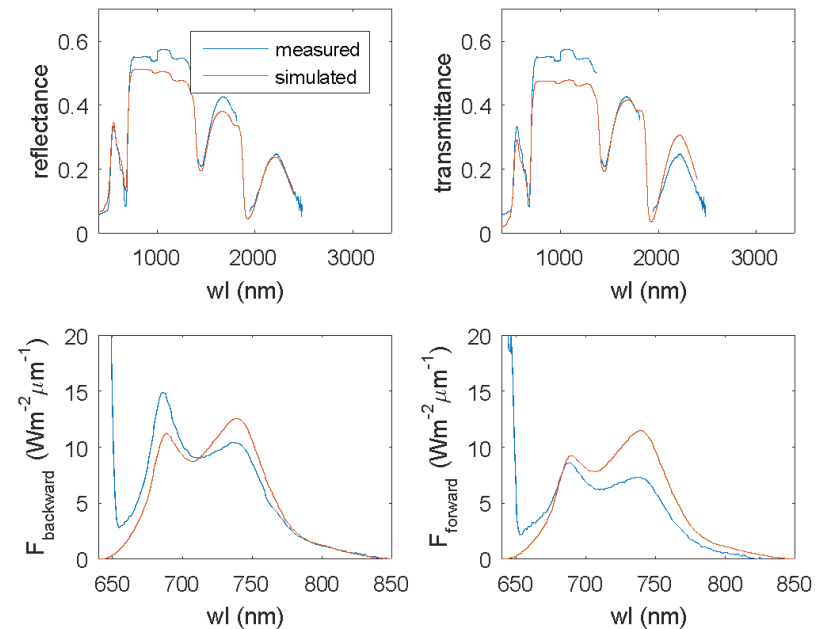 0.6
0.4
0.2
0
reflectance
measured
simulated
1000 2000 3000
wl (nm)
0.6
0.4
0.2
0
transmittance
1000 2000 3000
wl (nm)
20
15
10
5
0
F_backward (Wm⁻² μm⁻¹)
650 700 750 800 850
wl (nm)
20
15
10
5
0
F_forward (Wm⁻² μm⁻¹)
650 700 750 800 850
wl (nm)